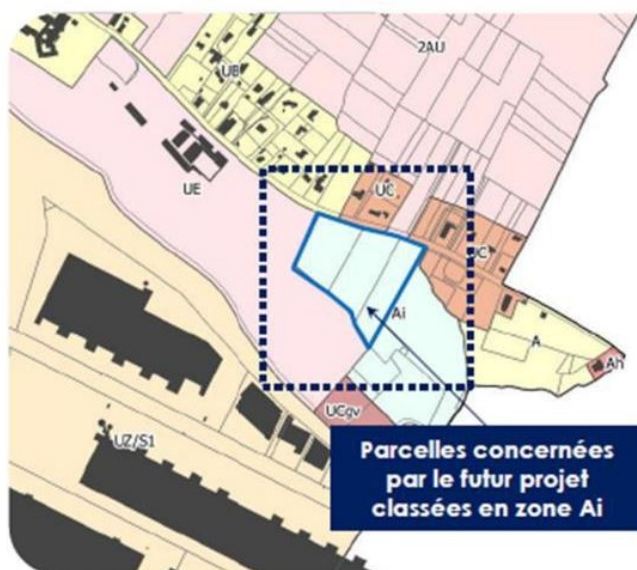 2AU
UB
UE
UC
UC
Ai
A
Ah
UCgv
UZ/S1
Parcelles concernées
par le futur projet
classées en zone Ai